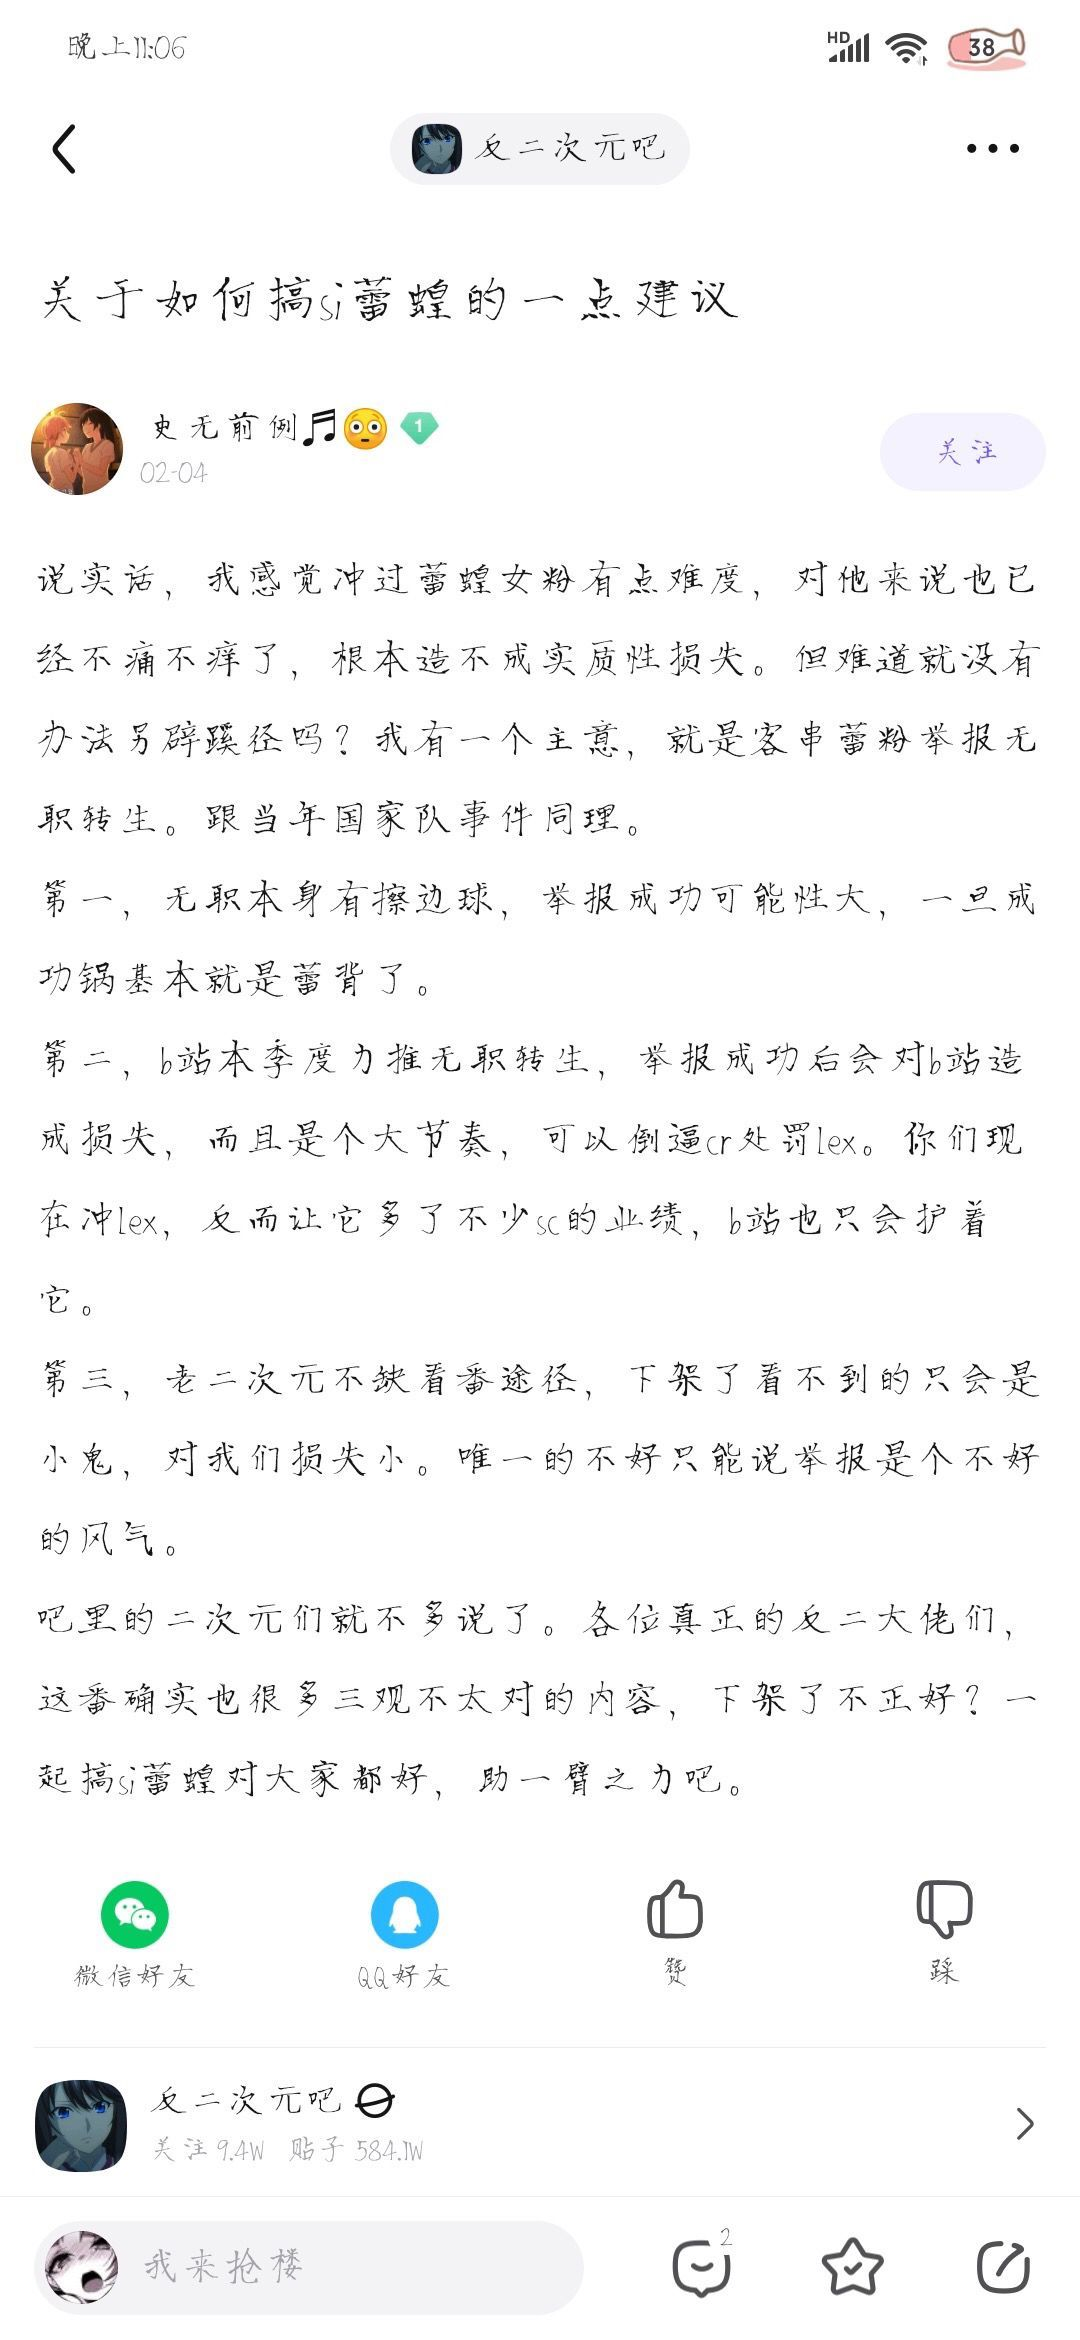 晚上11:06
HD
38
反二次元吧
关于如何搞si蕾蝗的一点建议
史无前例🎵😳 1
02-04
关注
说实话，我感觉冲过蕾蝗女粉有点难度，对他来说也已
经不痛不痒了，根本造不成实质性损失。但难道就没有
办法另辟蹊径吗？我有一个主意，就是客串蕾粉举报无
职转生。跟当年国家队事件同理。
第一，无职本身有擦边球，举报成功可能性大，一旦成
功锅基本就是蕾背了。
第二，b站本季度力推无职转生，举报成功后会对b站造
成损失，而且是个大节奏，可以倒逼cr处罚lex。你们现
在冲lex，反而让它多了不少sc的业绩，b站也只会护着
它。
第三，老二次元不缺看番途径，下架了看不到的只会是
小鬼，对我们损失小。唯一的不好只能说举报是个不好
的风气。
吧里的二次元们就不多说了。各位真正的反二大佬们，
这番确实也很多三观不太对的内容，下架了不正好？一
起搞si蕾蝗对大家都好，助一臂之力吧。
微信好友
QQ好友
赞
踩
反二次元吧
关注 9.4W 贴子 584.1W
我来抢楼
2